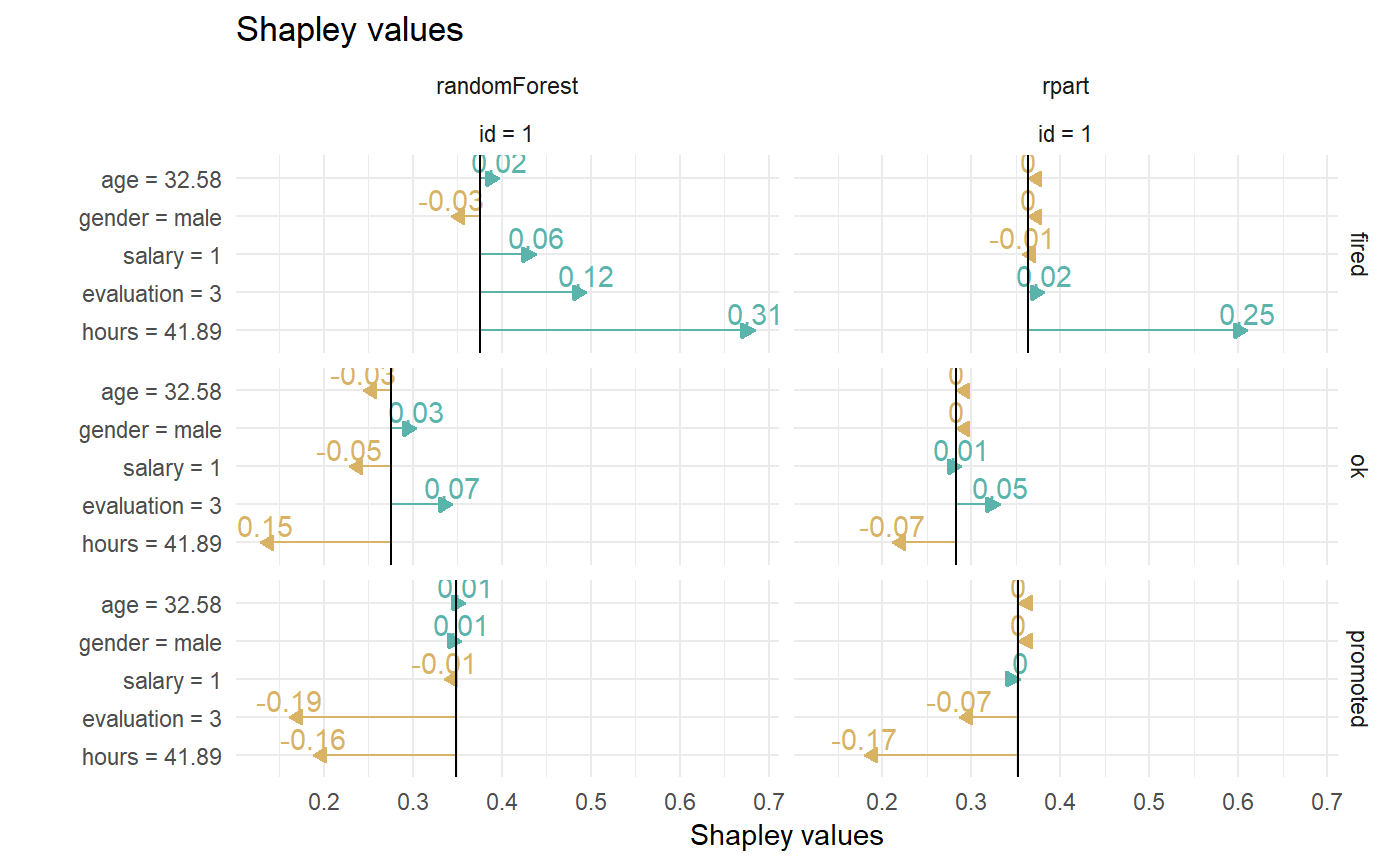 Shapley values
randomForest
rpart
id = 1
id = 1
age = 32.58
0.02
0
gender = male
-0.03
0
salary = 1
0.06
-0.01
evaluation = 3
0.12
0.02
hours = 41.89
0.31
0.25
fired
age = 32.58
-0.03
0
gender = male
0.03
0
salary = 1
-0.05
0.01
evaluation = 3
0.07
0.05
hours = 41.89
0.15
-0.07
ok
age = 32.58
0.01
0
gender = male
0.01
0
salary = 1
-0.01
0
evaluation = 3
-0.19
-0.07
hours = 41.89
-0.16
-0.17
promoted
0.2 0.3 0.4 0.5 0.6 0.7
0.2 0.3 0.4 0.5 0.6 0.7
Shapley values